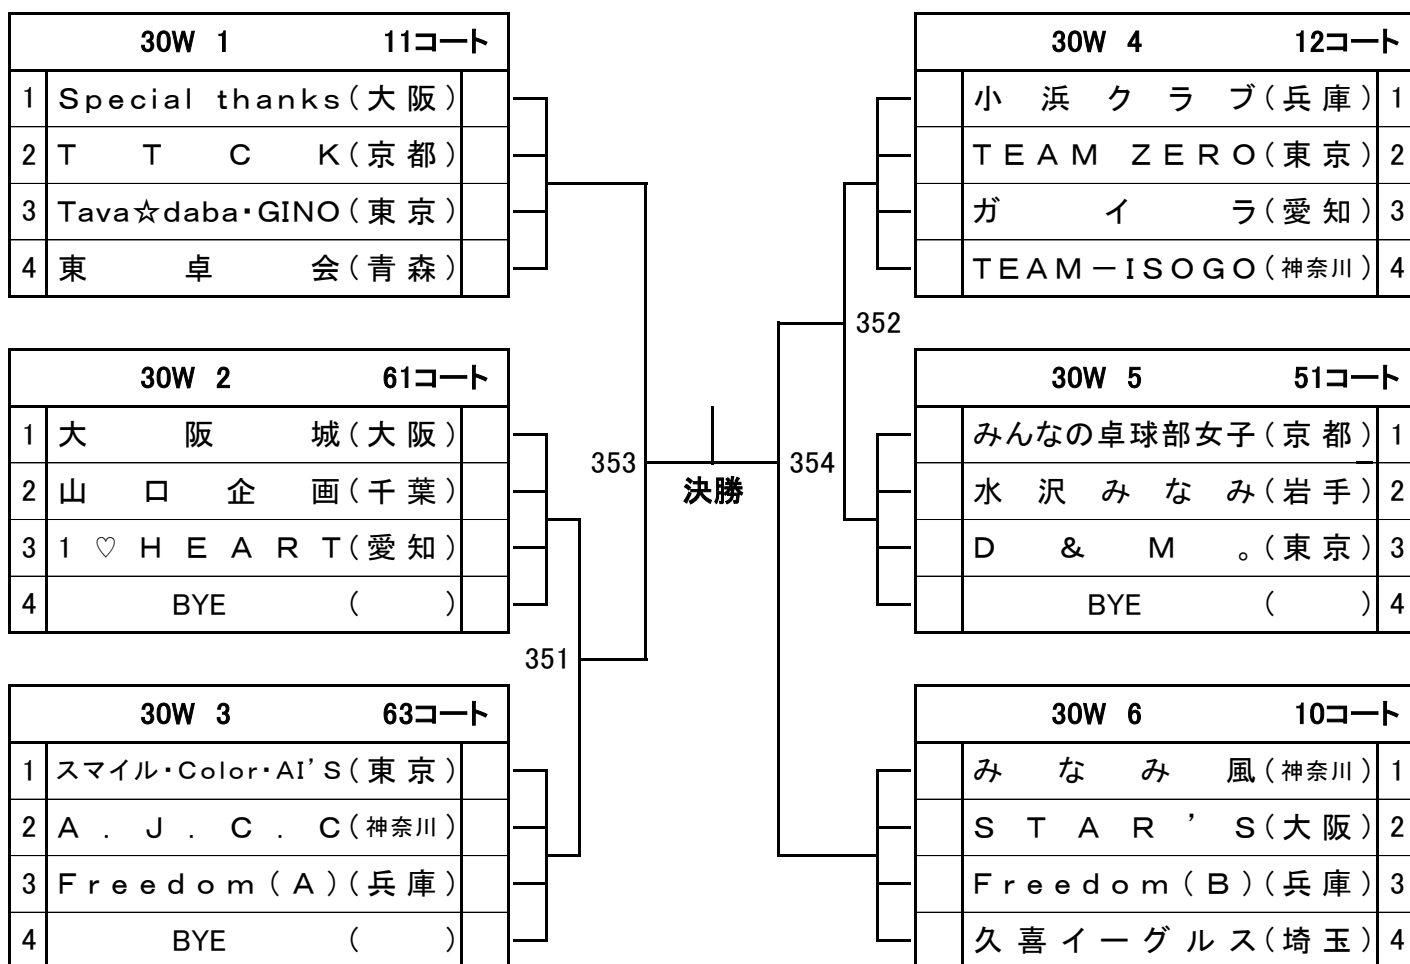 30W 1 11コート
1 Special thanks(大阪)
2 TTCK(京都)
3 Tava☆daba・GINO(東京)
4 東卓会(青森)
30W 2 61コート
1 大阪城(大阪)
2 山口企画(千葉)
3 1♡HEART(愛知)
4 BYE ( )
30W 3 63コート
1 スマイル・Color・AI'S(東京)
2 A.J.C.C(神奈川)
3 Freedom(A)(兵庫)
4 BYE ( )
351
353
決勝
354
352
30W 4 12コート
小浜クラブ(兵庫) 1
TEAM ZERO(東京) 2
ガイラ(愛知) 3
TEAM-ISOGO(神奈川) 4
30W 5 51コート
みんなの卓球部女子(京都) 1
水沢みなみ(岩手) 2
D&M。(東京) 3
BYE ( ) 4
30W 6 10コート
みなみ風(神奈川) 1
STAR'S(大阪) 2
Freedom(B)(兵庫) 3
久喜イーグルス(埼玉) 4